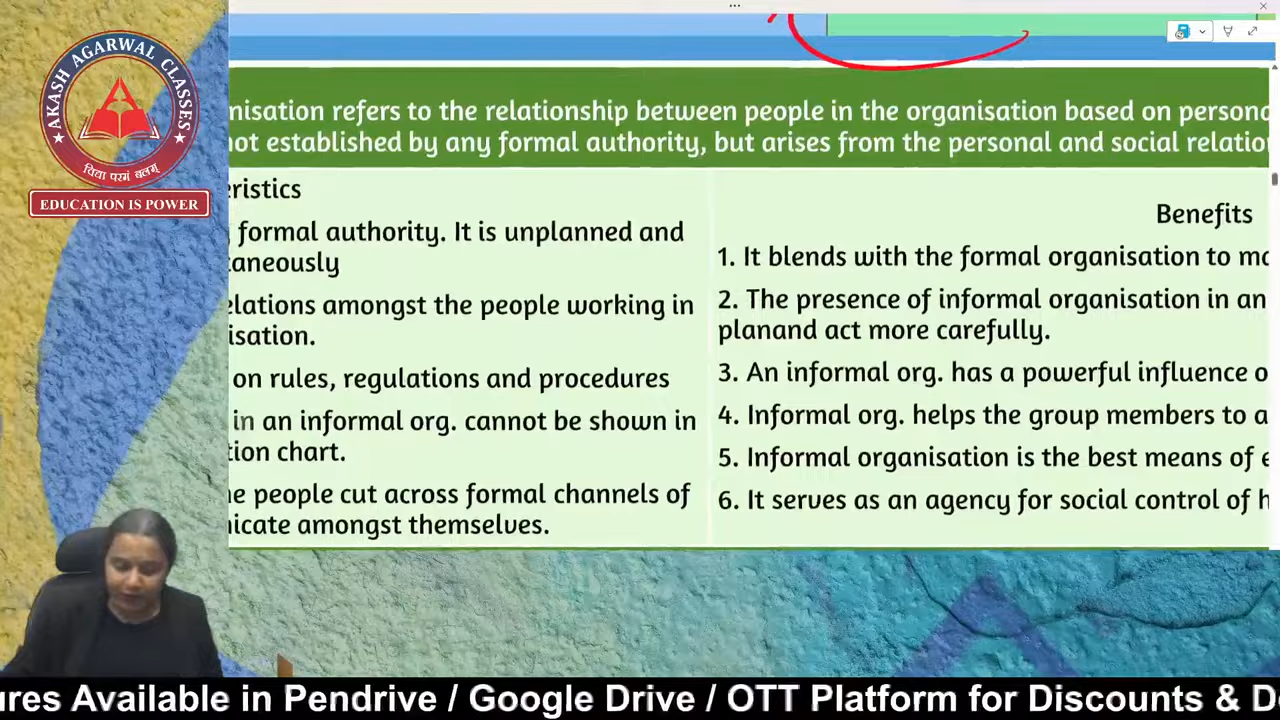 AKASH AGARWAL CLASSES
विद्या परमं बलम्
EDUCATION IS POWER
nisation refers to the relationship between people in the organisation based on persona
not established by any formal authority, but arises from the personal and social relatio
eristics
formal authority. It is unplanned and
taneously
elations amongst the people working in
isation.
on rules, regulations and procedures
in an informal org. cannot be shown in
tion chart.
ne people cut across formal channels of
nicate amongst themselves.
Benefits
1. It blends with the formal organisation to ma
2. The presence of informal organisation in an
planand act more carefully.
3. An informal org. has a powerful influence o
4. Informal org. helps the group members to a
5. Informal organisation is the best means of e
6. It serves as an agency for social control of h
ures Available in Pendrive / Google Drive / OTT Platform for Discounts & D